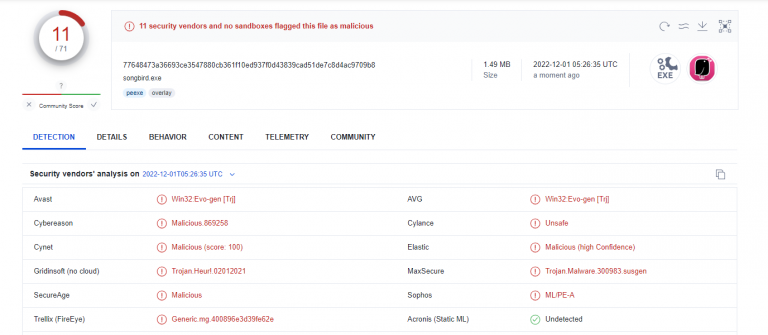 11
/ 71
?
Community Score
11 security vendors and no sandboxes flagged this file as malicious
77648473a36693ce3547880cb361f10ed937f0d43839cad51de7c8d4ac9709b8
songbird.exe
peexe overlay
1.49 MB
Size
2022-12-01 05:26:35 UTC
a moment ago
EXE
DETECTION DETAILS BEHAVIOR CONTENT TELEMETRY COMMUNITY
Security vendors' analysis on 2022-12-01T05:26:35 UTC
Avast Win32:Evo-gen [Trj] AVG Win32:Evo-gen [Trj]
Cybereason Malicious.869258 Cylance Unsafe
Cynet Malicious (score: 100) Elastic Malicious (high Confidence)
Gridinsoft (no cloud) Trojan.Heur!.02012021 MaxSecure Trojan.Malware.300983.susgen
SecureAge Malicious Sophos ML/PE-A
Trellix (FireEye) Generic.mg.400896e3d39fe62e Acronis (Static ML) Undetected